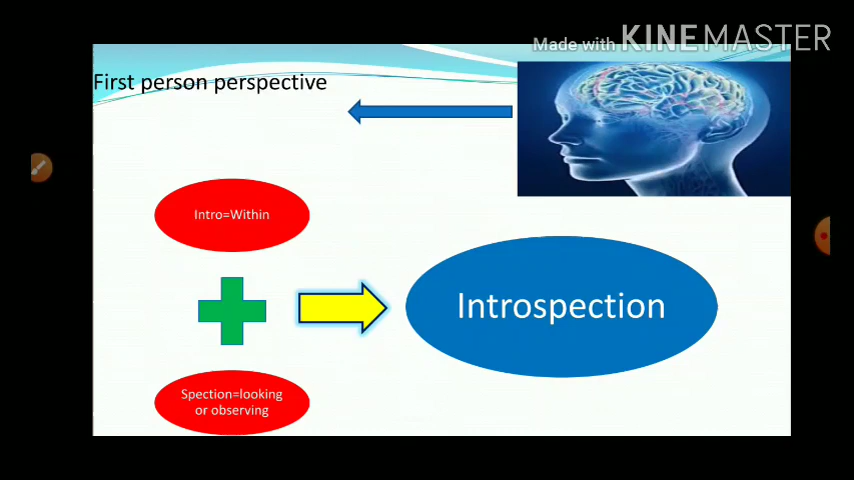 Made with KINEMASTER
First person perspective
Intro=Within
Introspection
Spection=looking
or observing